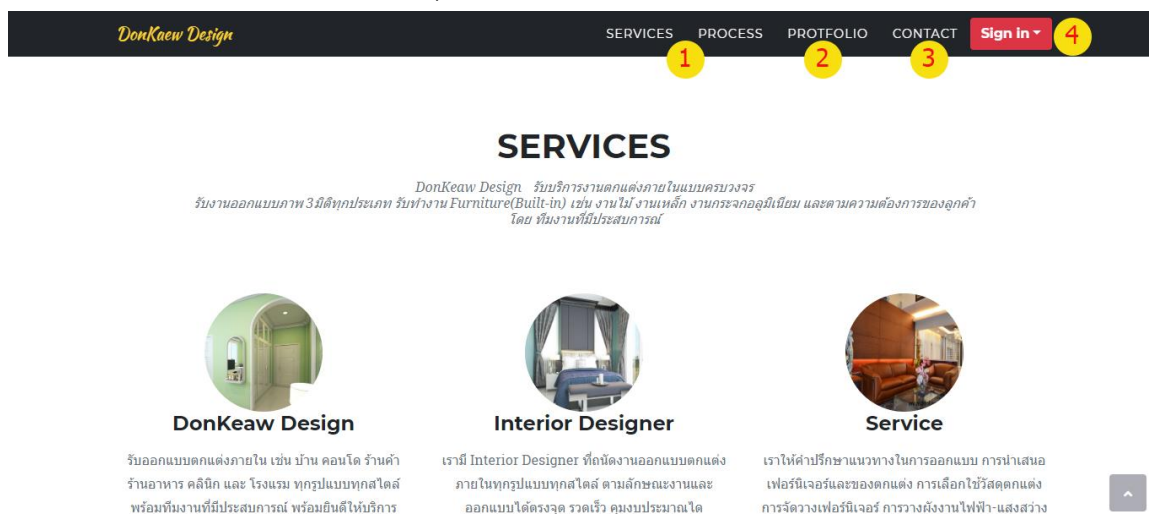 DonKaew Design
SERVICES PROCESS PROTFOLIO CONTACT Sign in
1 2 3 4
SERVICES
DonKeaw Design รับบริการงานตกแต่งภายในแบบครบวงจร
รับงานออกแบบภาพ 3มิติทุกประเภท รับทำงาน Furniture(Built-in) เช่น งานไม้ งานเหล็ก งานกระจกอลูมิเนียม และตามความต้องการของลูกค้า
โดย ทีมงานที่มีประสบการณ์
DonKeaw Design
รับออกแบบตกแต่งภายใน เช่น บ้าน คอนโด ร้านค้า
ร้านอาหาร คลินิก และ โรงแรม ทุกรูปแบบทุกสไตล์
พร้อมทีมงานที่มีประสบการณ์ พร้อมยินดีให้บริการ
Interior Designer
เรามี Interior Designer ที่ถนัดงานออกแบบตกแต่ง
ภายในทุกรูปแบบทุกสไตล์ ตามลักษณะงานและ
ออกแบบได้ตรงจุด รวดเร็ว คุมงบประมาณได
Service
เราให้คำปรึกษาแนวทางในการออกแบบ การนำเสนอ
เฟอร์นิเจอร์และของตกแต่ง การเลือกใช้วัสดุตกแต่ง
การจัดวางเฟอร์นิเจอร์ การวางผังงานไฟฟ้า-แสงสว่าง